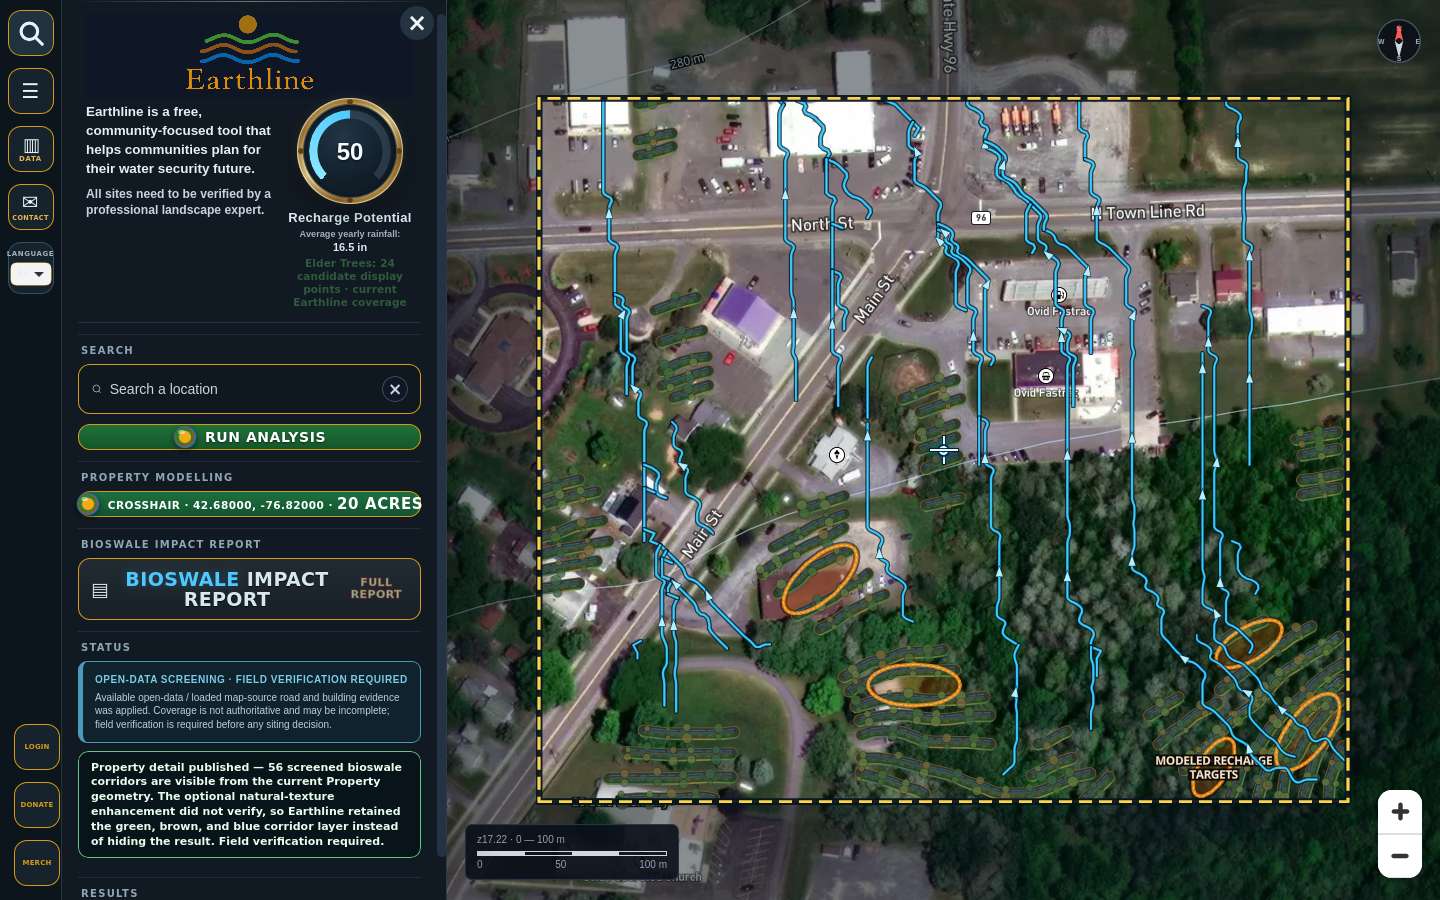 Earthline
Earthline is a free,
community-focused tool that
helps communities plan for
their water security future.
All sites need to be verified by a
professional landscape expert.
50
Recharge Potential
Average yearly rainfall:
16.5 in
Elder Trees: 24
candidate display
points · current
Earthline coverage
DATA
CONTACT
LANGUAGE
SEARCH
Search a location
RUN ANALYSIS
PROPERTY MODELLING
CROSSHAIR · 42.68000, -76.82000 · 20 ACRES
BIOSWALE IMPACT REPORT
BIOSWALE IMPACT
REPORT
FULL
REPORT
STATUS
OPEN-DATA SCREENING · FIELD VERIFICATION REQUIRED
Available open-data / loaded map-source road and building evidence
was applied. Coverage is not authoritative and may be incomplete;
field verification is required before any siting decision.
Property detail published — 56 screened bioswale
corridors are visible from the current Property
geometry. The optional natural-texture
enhancement did not verify, so Earthline retained
the green, brown, and blue corridor layer instead
of hiding the result. Field verification required.
RESULTS
LOGIN
DONATE
MERCH
280 m
Hwy 96
W
E
S
96
North St
Town Line Rd
Main St
Ovid
Ovid
Main St
MODELED RECHARGE
TARGETS
z17.22 · 0 — 100 m
0
50
100 m